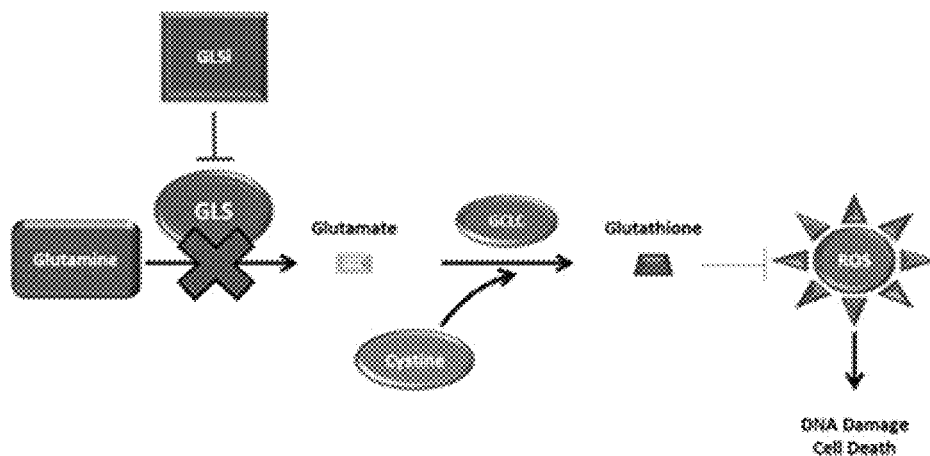 GLSi
GLS
Glutamine
Glutamate
Glutathione
ROS
Cystine
DNA Damage
Cell Death